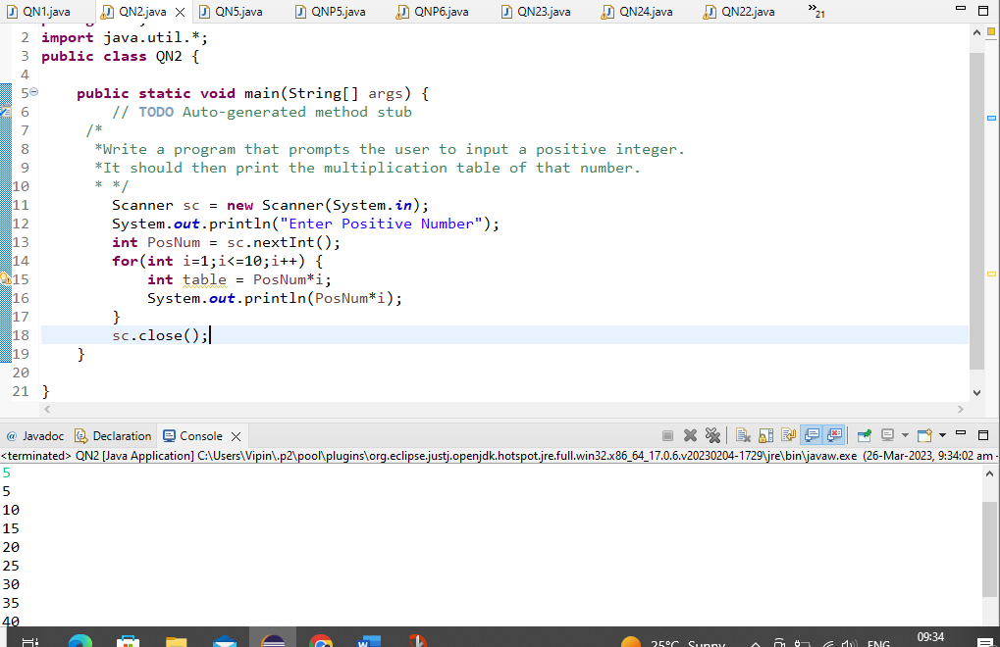 QN1.java QN2.java QN5.java QNP5.java QNP6.java QN23.java QN24.java QN22.java »21
2 import java.util.*;
3 public class QN2 {
4
5 public static void main(String[] args) {
6 // TODO Auto-generated method stub
7 /*
8 *Write a program that prompts the user to input a positive integer.
9 *It should then print the multiplication table of that number.
10 * */
11 Scanner sc = new Scanner(System.in);
12 System.out.println("Enter Positive Number");
13 int PosNum = sc.nextInt();
14 for(int i=1;i<=10;i++) {
15 int table = PosNum*i;
16 System.out.println(PosNum*i);
17 }
18 sc.close();
19 }
20
21 }
@ Javadoc Declaration Console
<terminated> QN2 [Java Application] C:\Users\Vipin\.p2\pool\plugins\org.eclipse.justj.openjdk.hotspot.jre.full.win32.x86_64_17.0.6.v20230204-1729\jre\bin\javaw.exe (26-Mar-2023, 9:34:02 am –
5
5
10
15
20
25
30
35
40
25°C Sunny ENG 09:34